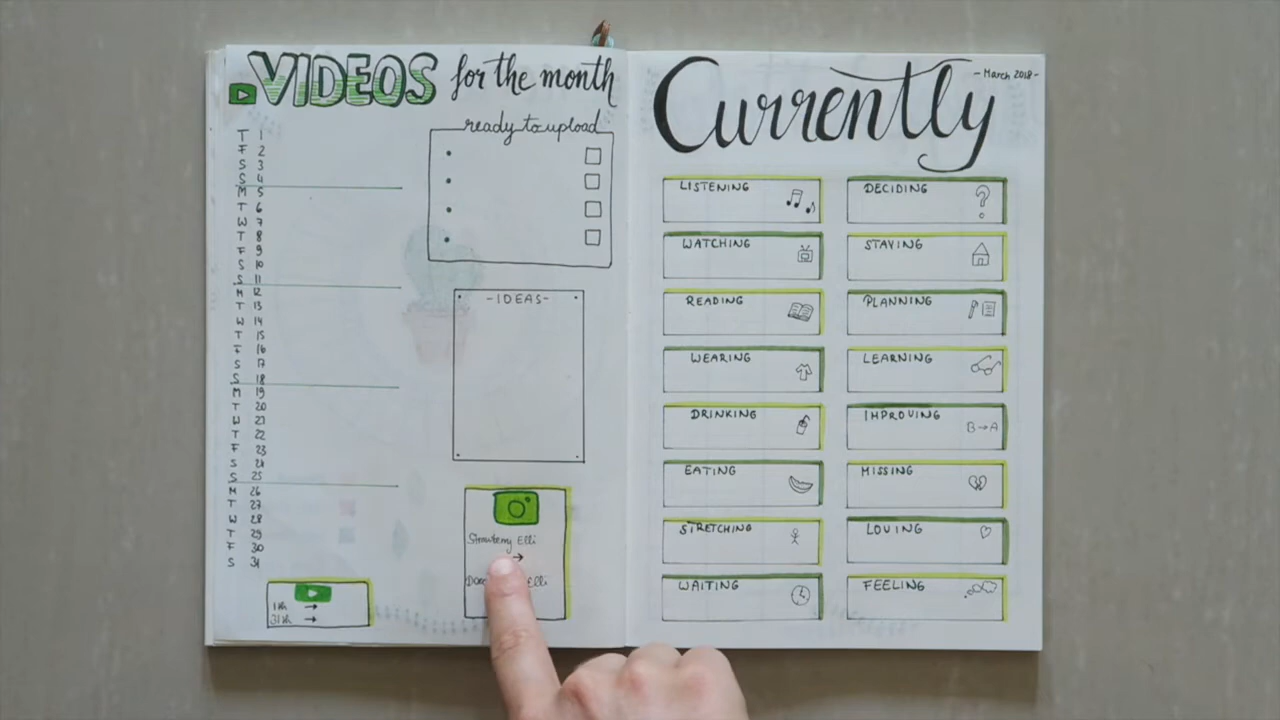 VIDEOS for the month
ready to upload
T 1
F 2
S 3
S 4
M 5
T 6
W 7
T 8
F 9
S 10
S 11
M 12
T 13
W 14
T 15
F 16
S 17
S 18
M 19
T 20
W 21
T 22
F 23
S 24
S 25
M 26
T 27
W 28
T 29
F 30
S 31
-IDEAS-
Strawberry Elli
→
Elli
1th →
31th →
Currently
- March 2018 -
LISTENING
WATCHING
READING
WEARING
DRINKING
EATING
STRETCHING
WAITING
DECIDING
STAYING
PLANNING
LEARNING
IMPROVING
B→A
MISSING
LOVING
FEELING